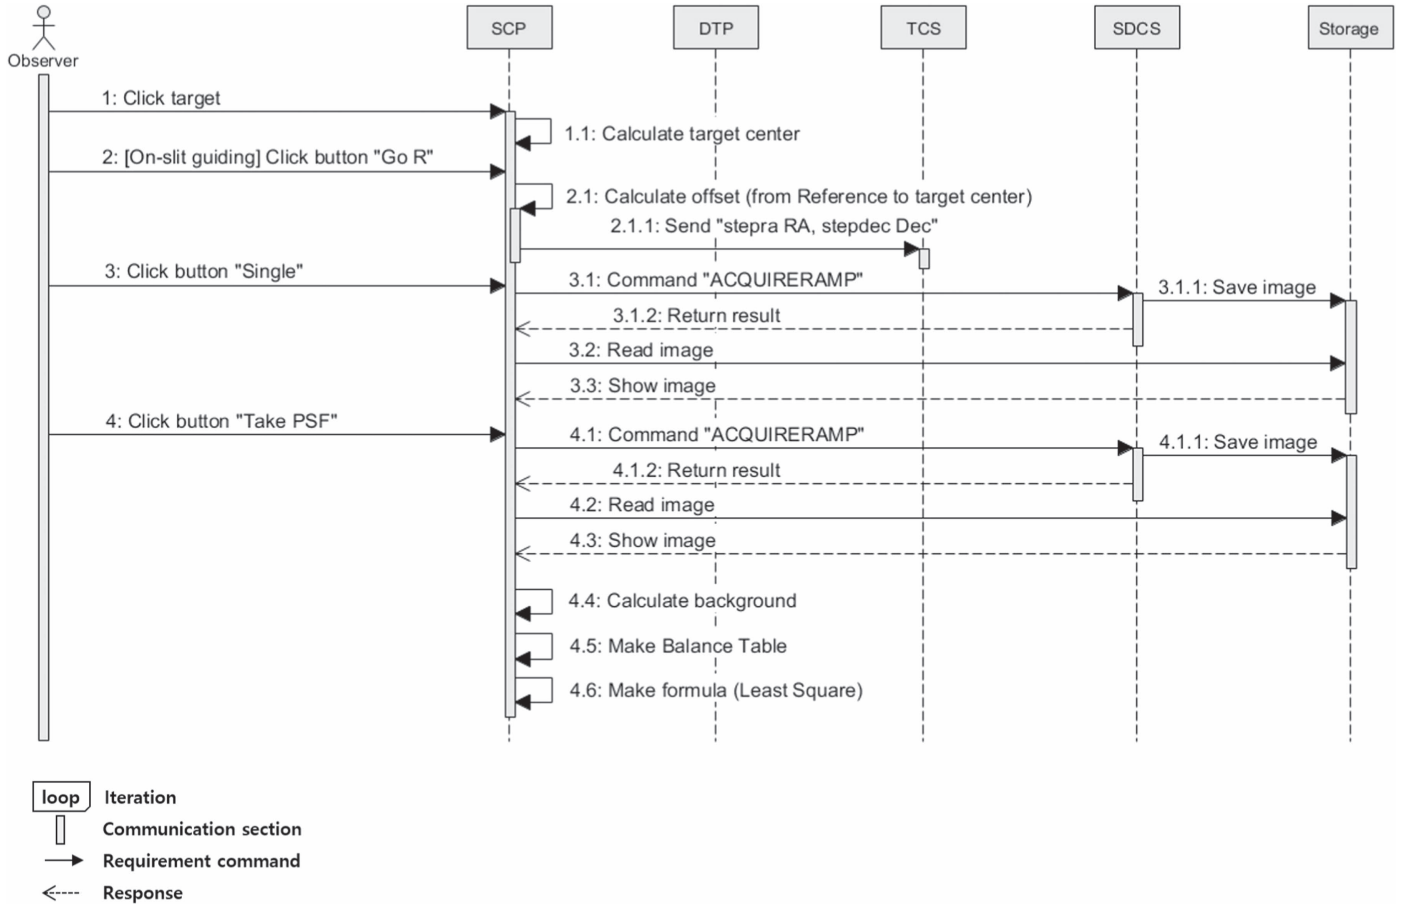 Observer
SCP
DTP
TCS
SDCS
Storage
1: Click target
1.1: Calculate target center
2: [On-slit guiding] Click button "Go R"
2.1: Calculate offset (from Reference to target center)
2.1.1: Send "stepra RA, stepdec Dec"
3: Click button "Single"
3.1: Command "ACQUIRERAMP"
3.1.1: Save image
3.1.2: Return result
3.2: Read image
3.3: Show image
4: Click button "Take PSF"
4.1: Command "ACQUIRERAMP"
4.1.1: Save image
4.1.2: Return result
4.2: Read image
4.3: Show image
4.4: Calculate background
4.5: Make Balance Table
4.6: Make formula (Least Square)
loop Iteration
Communication section
Requirement command
Response